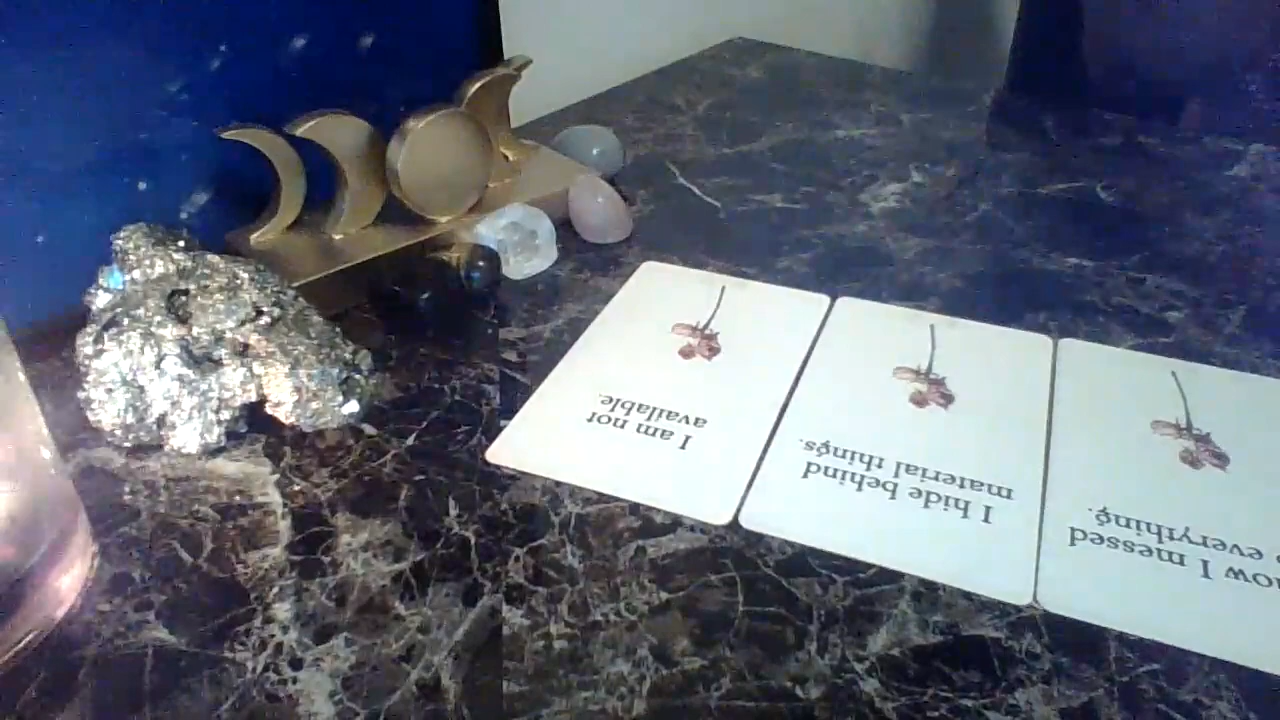 I messed
everything.
I hide behind
material things.
I am not
available.